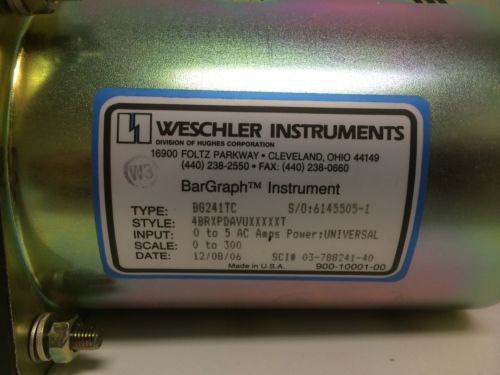 WESCHLER INSTRUMENTS
DIVISION OF HUGHES CORPORATION
16900 FOLTZ PARKWAY • CLEVELAND, OHIO 44149
(440) 238-2550 • FAX: (440) 238-0660
W3
BarGraph™ Instrument
TYPE: BG241TC S/O:6145505-1
STYLE: 4BRXPDAVUXXXXXT
INPUT: 0 to 5 AC Amps Power:UNIVERSAL
SCALE: 0 to 300
DATE: 12/08/06 SCI# 03-788241-40
Made in U.S.A. 900-10001-00